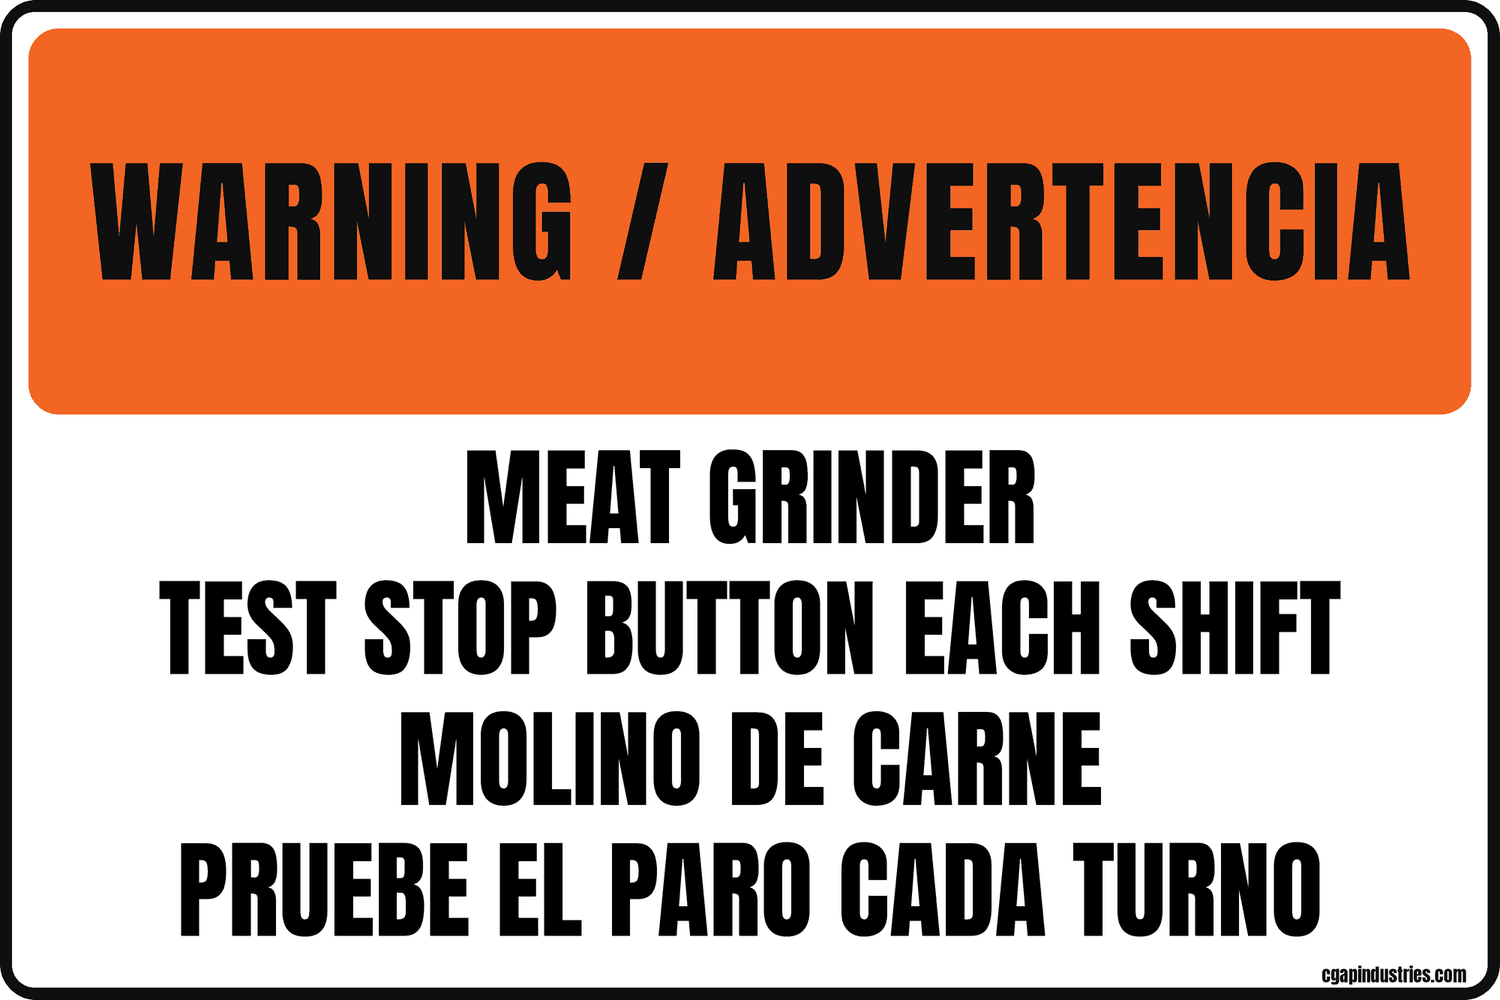 WARNING / ADVERTENCIA
MEAT GRINDER
TEST STOP BUTTON EACH SHIFT
MOLINO DE CARNE
PRUEBE EL PARO CADA TURNO
cgapindustries.com